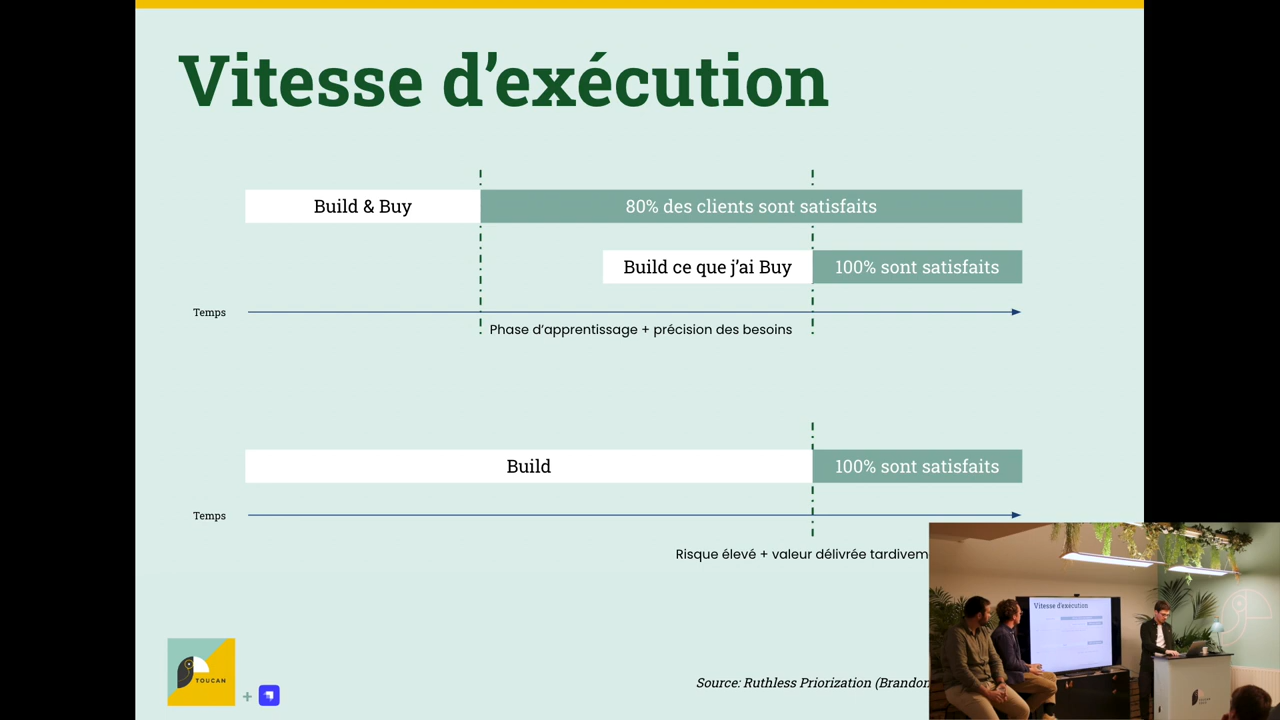 Vitesse d’exécution
Build & Buy
80% des clients sont satisfaits
Build ce que j’ai Buy
100% sont satisfaits
Temps
Phase d’apprentissage + précision des besoins
Build
100% sont satisfaits
Temps
Risque élevé + valeur délivrée tardivem
TOUCAN
+
Source: Ruthless Priorization (Brandon
Vitesse d’exécution